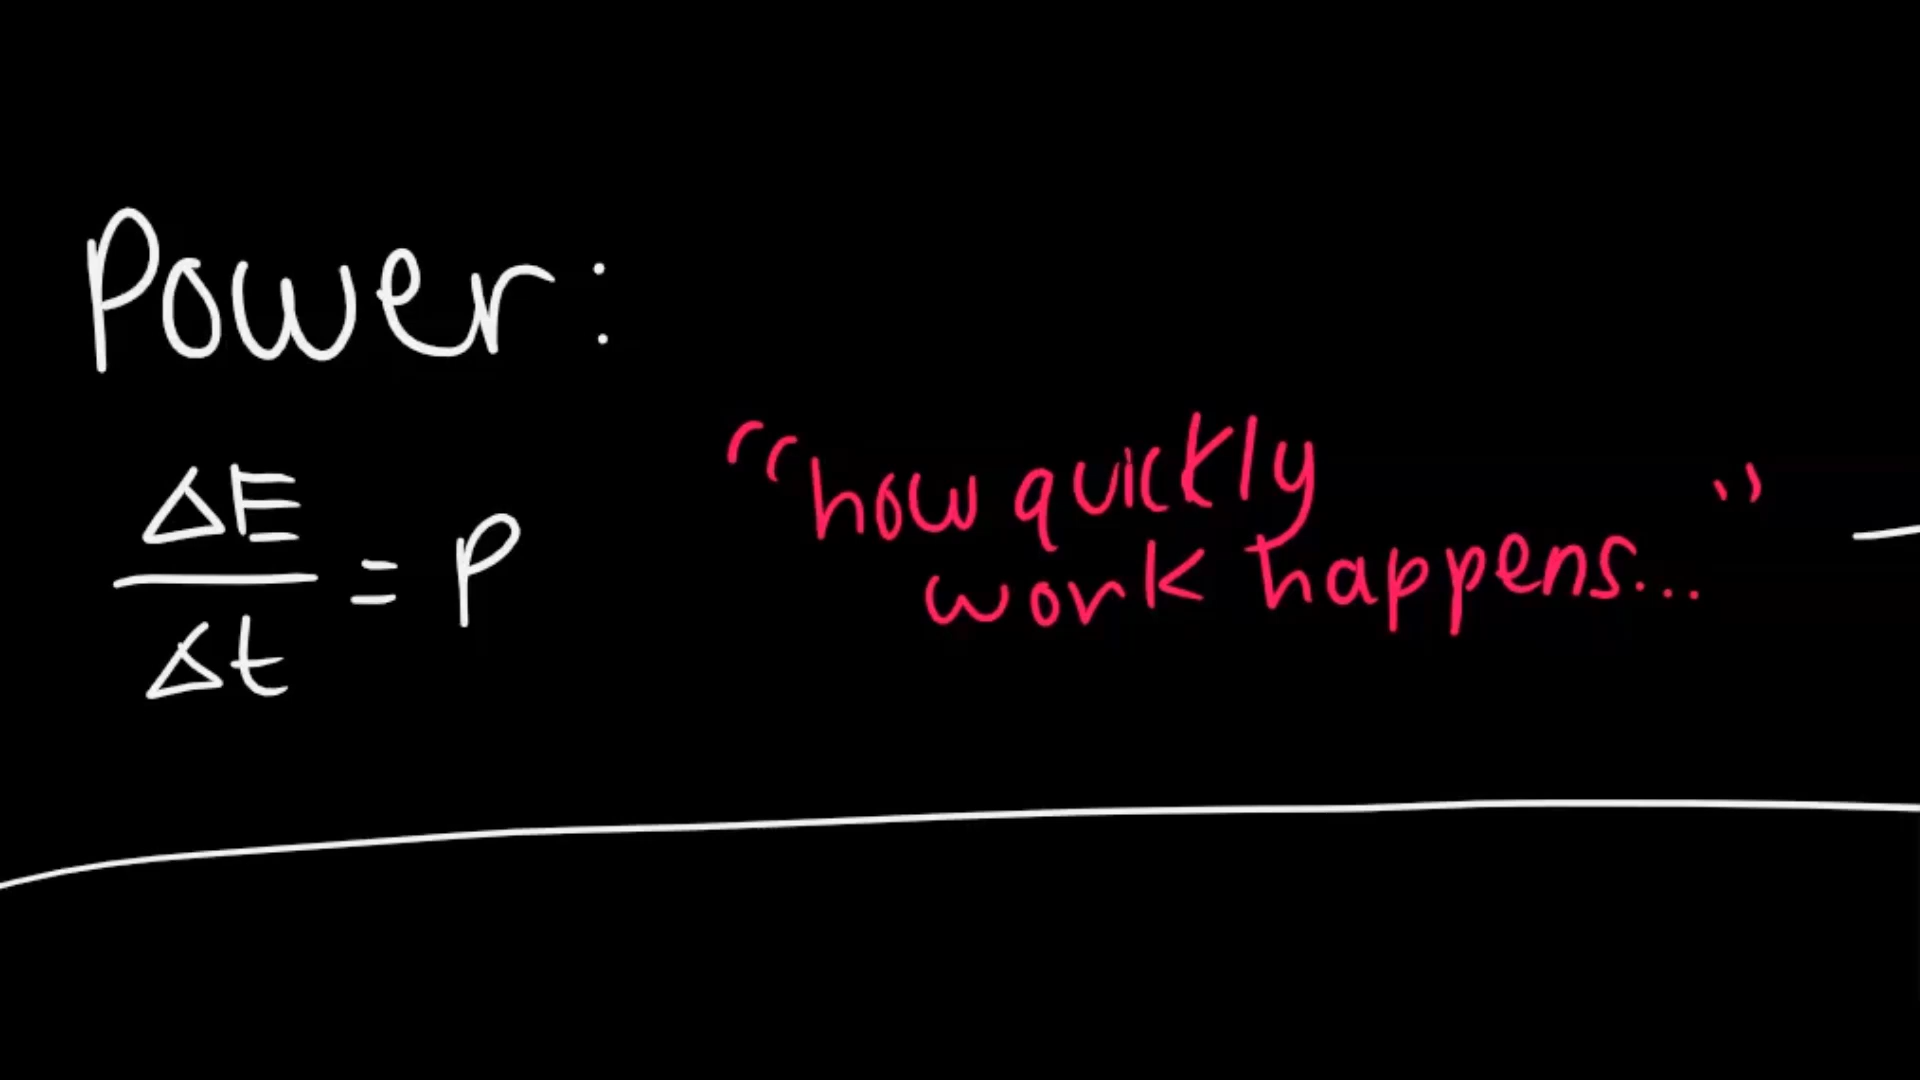 Power:
ΔE
Δt
= P
"how quickly
work happens..."